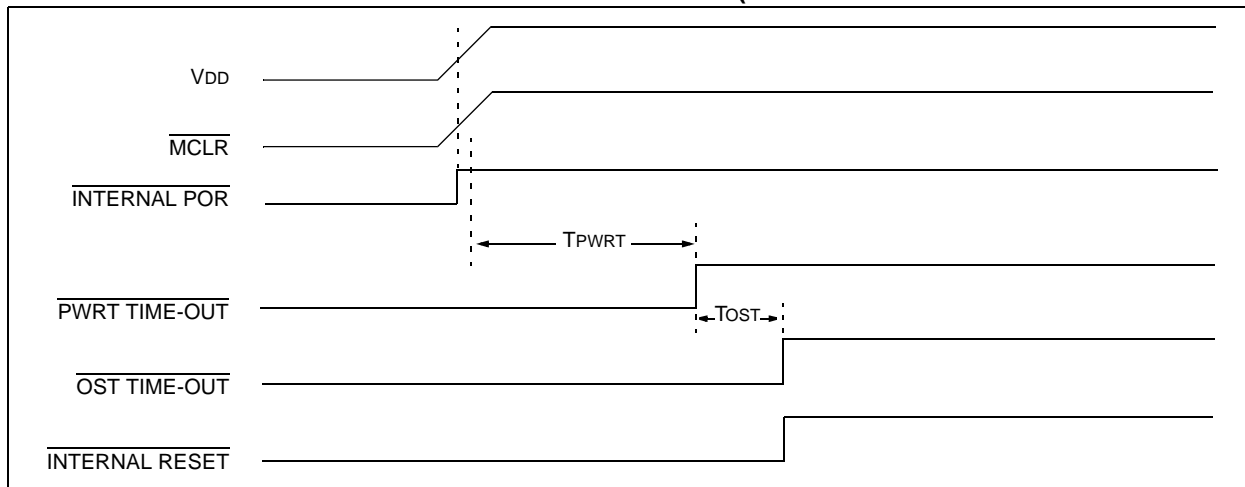 VDD
MCLR
INTERNAL POR
TPWRT
PWRT TIME-OUT
TOST
OST TIME-OUT
INTERNAL RESET